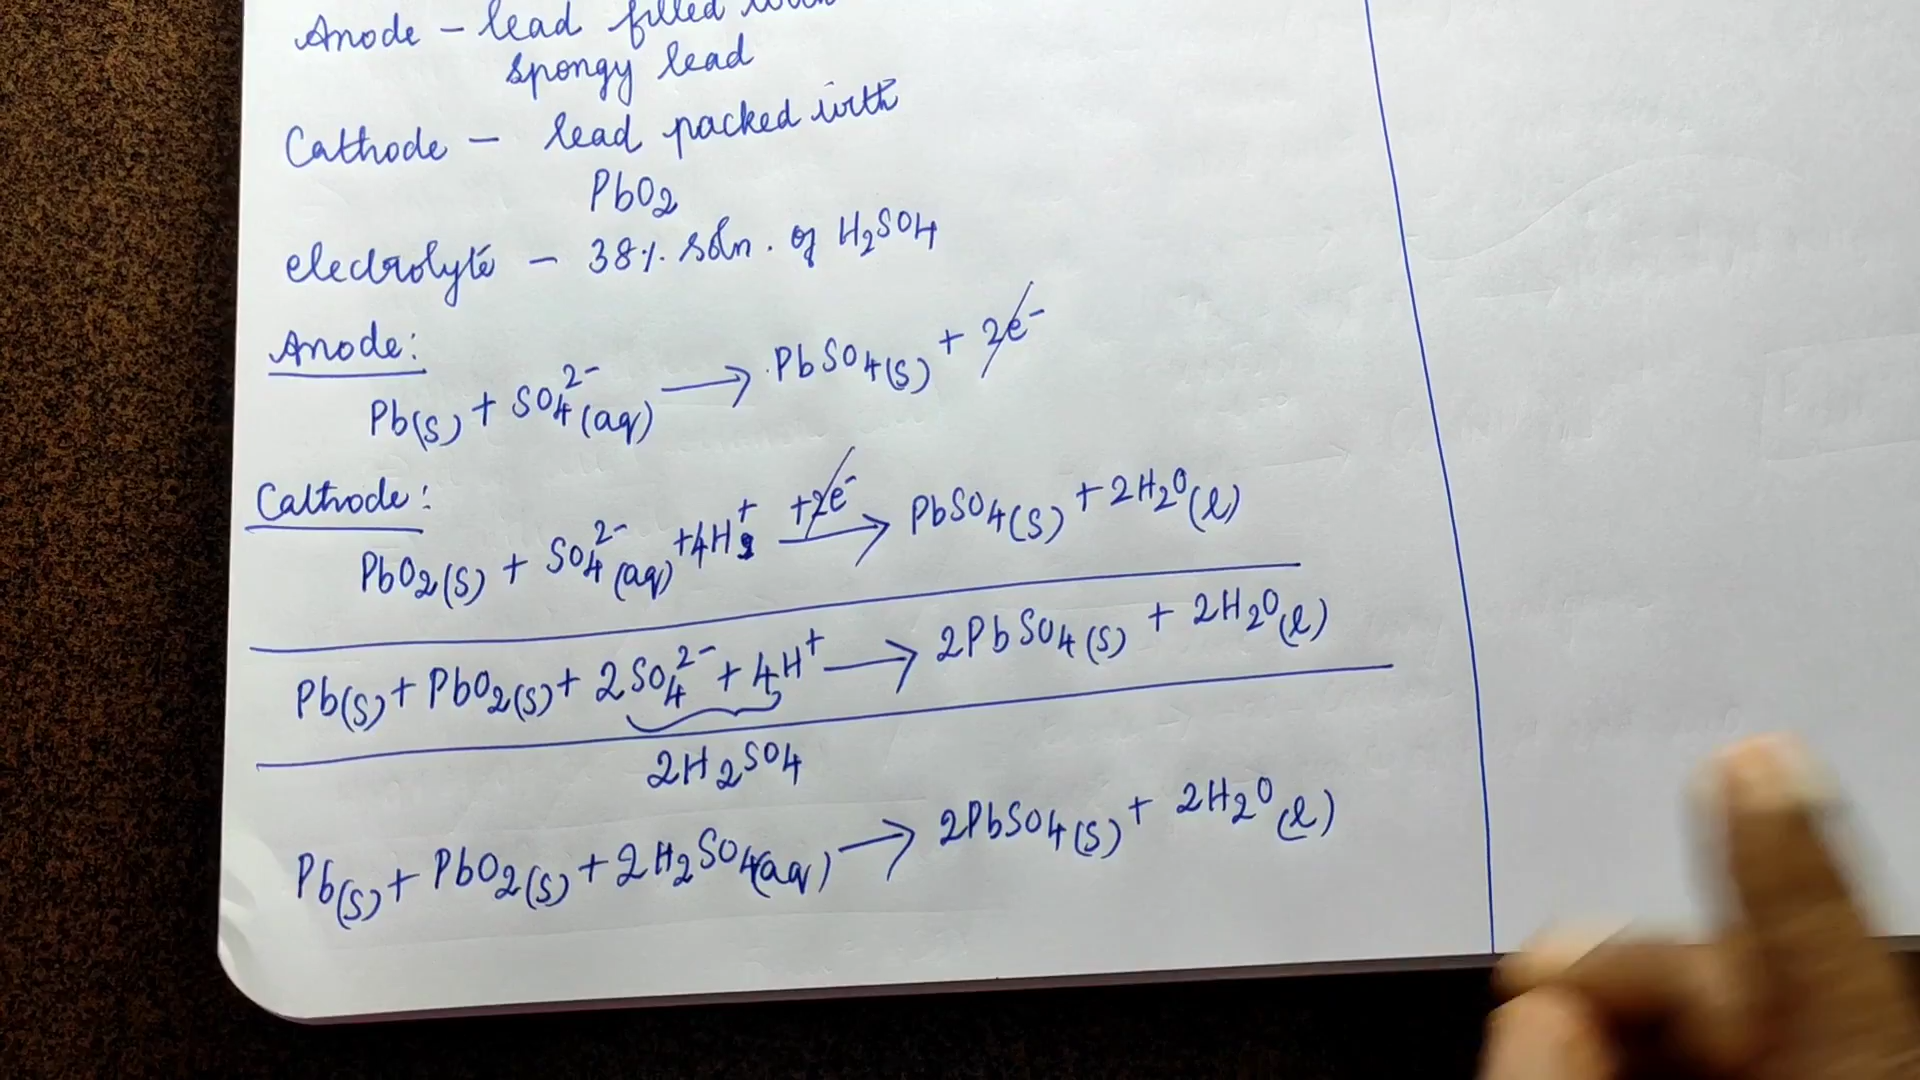 Anode – lead filled with
spongy lead
Cathode – lead packed with
PbO2
electrolyte – 38% soln. of H2SO4
Anode:
Pb(s) + SO4^2-(aq) ⟶ PbSO4(s) + 2e^-
Cathode:
PbO2(s) + SO4^2-(aq) + 4H^+ +2e^- ⟶ PbSO4(s) + 2H2O(l)
Pb(s) + PbO2(s) + 2SO4^2- + 4H^+ ⟶ 2PbSO4(s) + 2H2O(l)
2H2SO4
Pb(s) + PbO2(s) + 2H2SO4(aq) ⟶ 2PbSO4(s) + 2H2O(l)